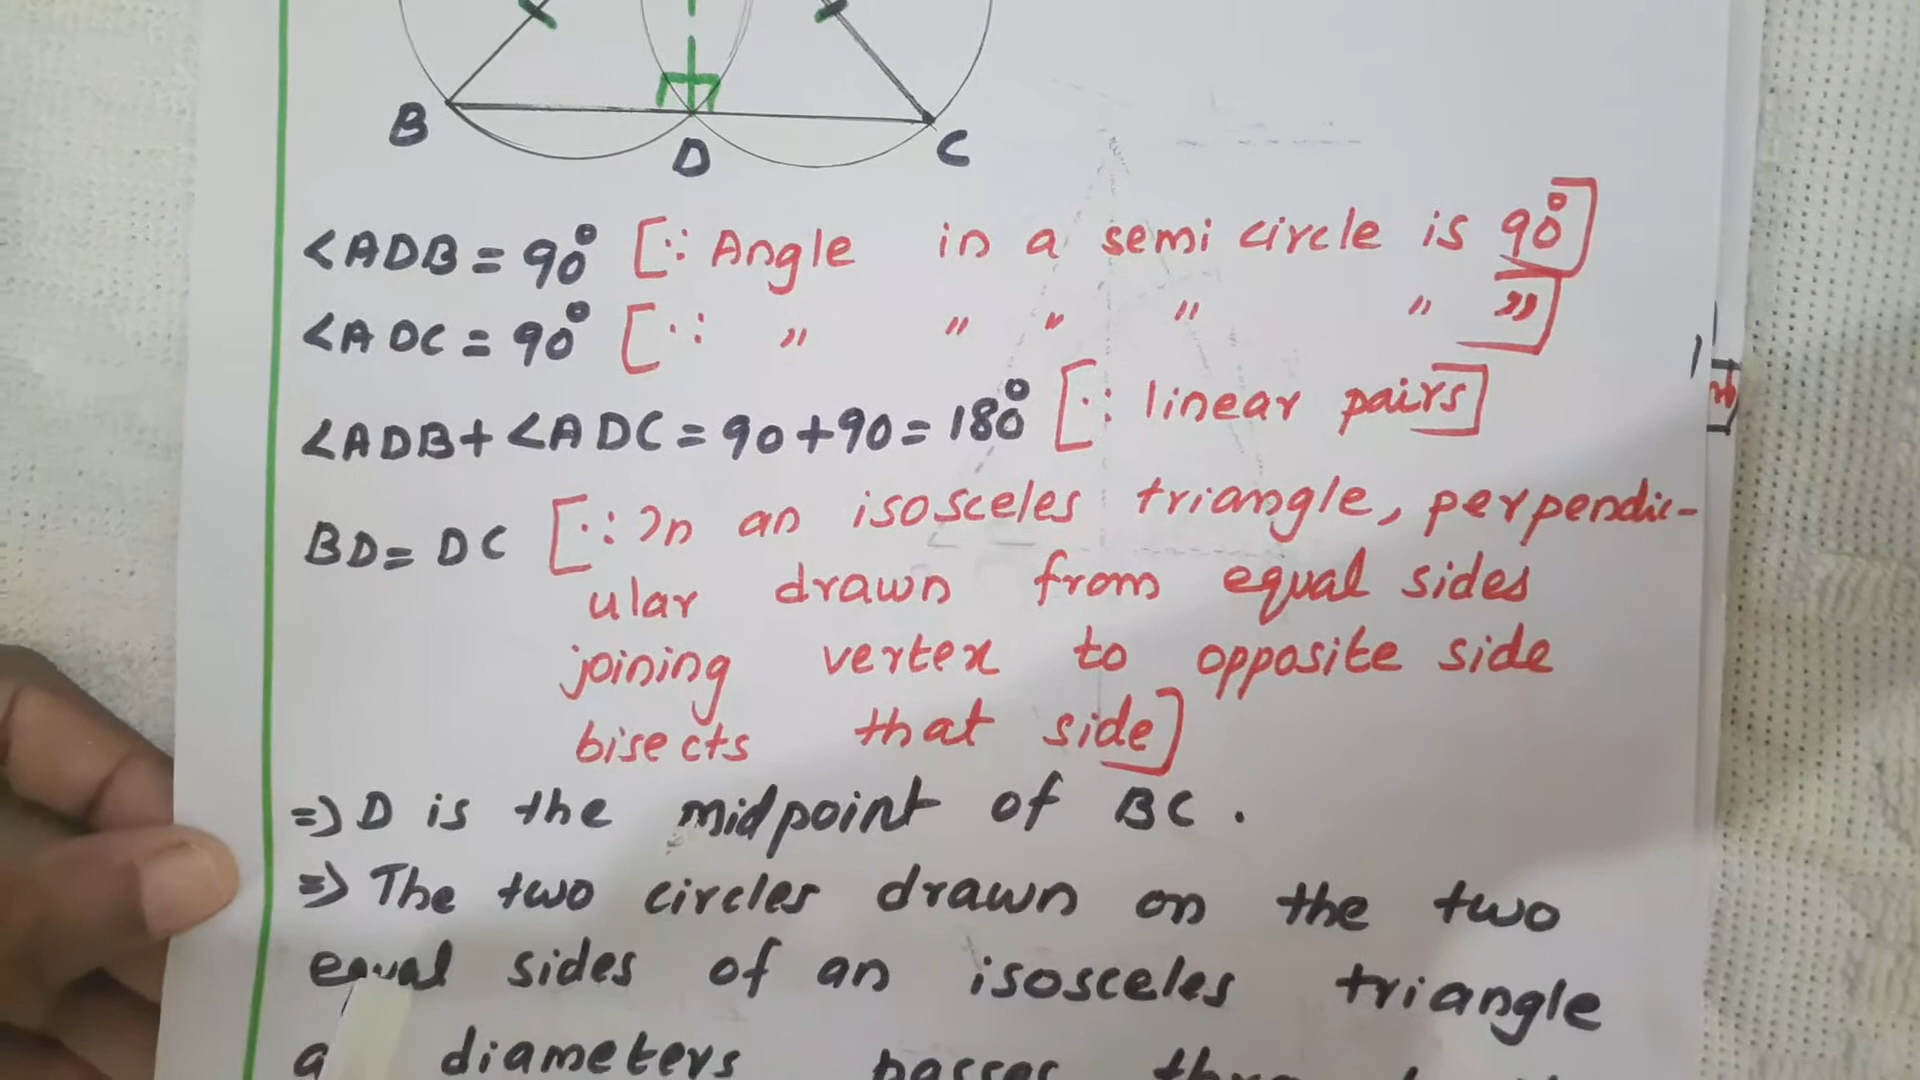 B
D
C
∠ADB = 90° [∵ Angle in a semi circle is 90°]
∠ADC = 90° [∵ " " " " " "]
∠ADB + ∠ADC = 90 + 90 = 180° [∵ linear pairs]
BD = DC [∵ In an isosceles triangle, perpendic-
ular drawn from equal sides
joining vertex to opposite side
bisects that side]
⇒ D is the midpoint of BC.
⇒ The two circles drawn on the two
equal sides of an isosceles triangle
diameters passes